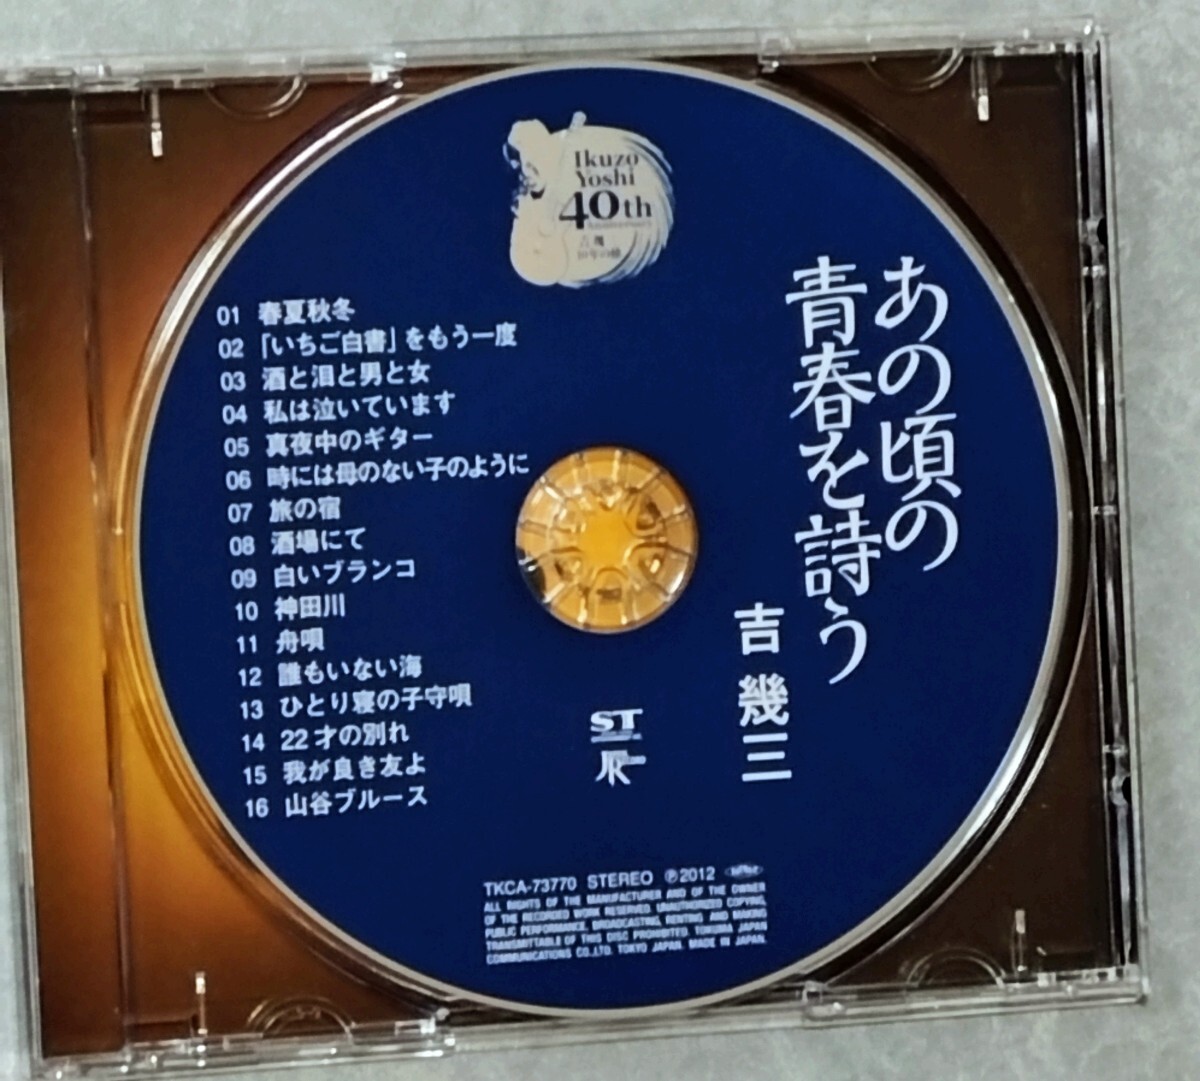 Ikuzo
Yoshi
40th
Anniversary
あの頃の
青春を詩う
吉 幾三
01 春夏秋冬
02 「いちご白書」をもう一度
03 酒と泪と男と女
04 私は泣いています
05 真夜中のギター
06 時には母のない子のように
07 旅の宿
08 酒場にて
09 白いブランコ
10 神田川
11 舟唄
12 誰もいない海
13 ひとり寝の子守唄
14 22才の別れ
15 我が良き友よ
16 山谷ブルース
ST
TKCA-73770 STEREO ℗2012
ALL RIGHTS OF THE MANUFACTURER AND OF THE OWNER
OF THE RECORDED WORK RESERVED. UNAUTHORIZED COPYING,
PUBLIC PERFORMANCE, BROADCASTING, RENTING AND MAKING
TRANSMITTABLE OF THIS DISC PROHIBITED. TOKUMA JAPAN
COMMUNICATIONS CO.,LTD. TOKYO JAPAN. MADE IN JAPAN.